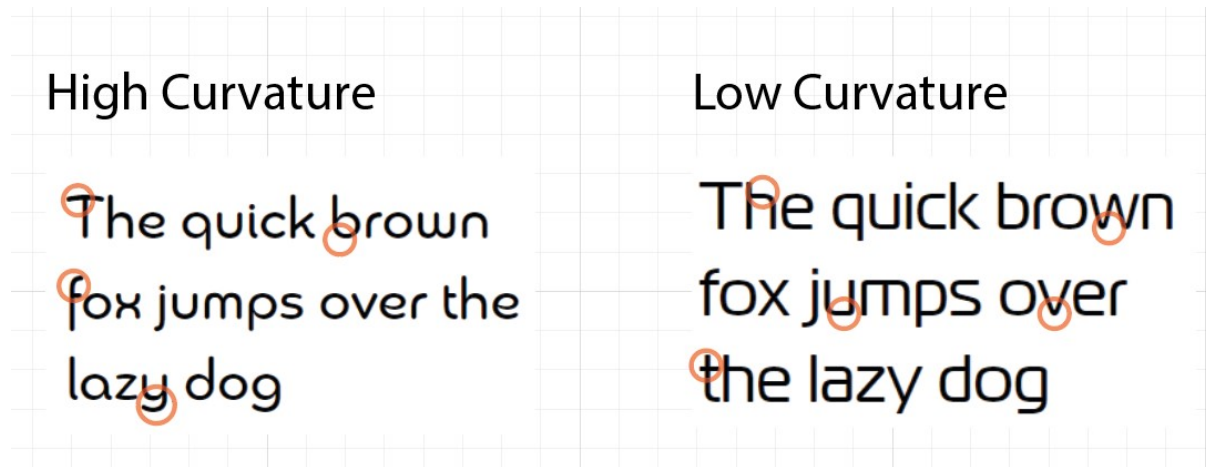 High Curvature
The quick brown
fox jumps over the
lazy dog
Low Curvature
The quick brown
fox jumps over
the lazy dog